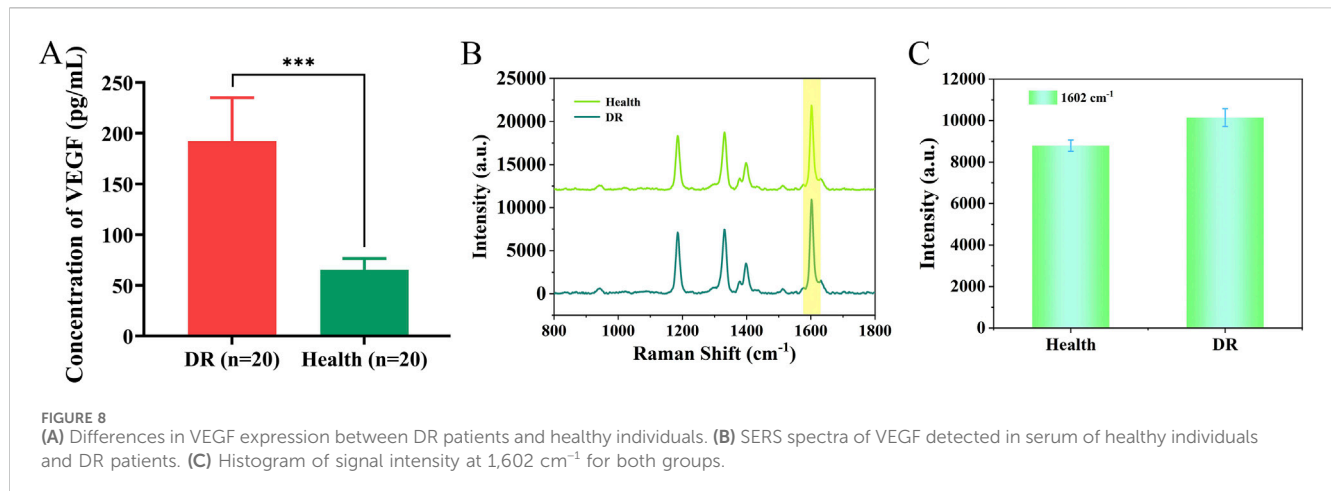 A
Concentration of VEGF (pg/mL)
250
200
150
100
50
0
***
DR (n=20)
Health (n=20)
B
Intensity (a.u.)
25000
20000
15000
10000
5000
0
Health
DR
800
1000
1200
1400
1600
1800
Raman Shift (cm⁻¹)
C
Intensity (a.u.)
12000
10000
8000
6000
4000
2000
0
1602 cm⁻¹
Health
DR
FIGURE 8
(A) Differences in VEGF expression between DR patients and healthy individuals. (B) SERS spectra of VEGF detected in serum of healthy individuals
and DR patients. (C) Histogram of signal intensity at 1,602 cm⁻¹ for both groups.